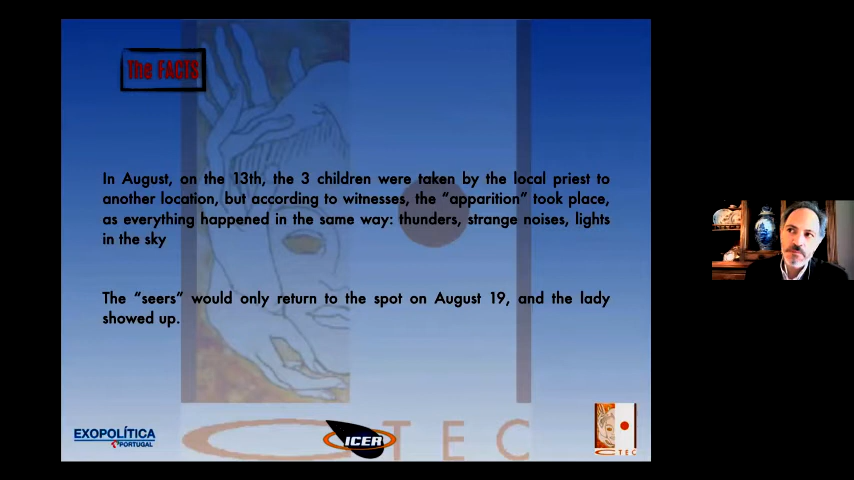 The FACTS
In August, on the 13th, the 3 children were taken by the local priest to
another location, but according to witnesses, the “apparition” took place,
as everything happened in the same way: thunders, strange noises, lights
in the sky
The “seers” would only return to the spot on August 19, and the lady
showed up.
EXOPOLÍTICA
PORTUGAL
ICER
CTEC
CTEC